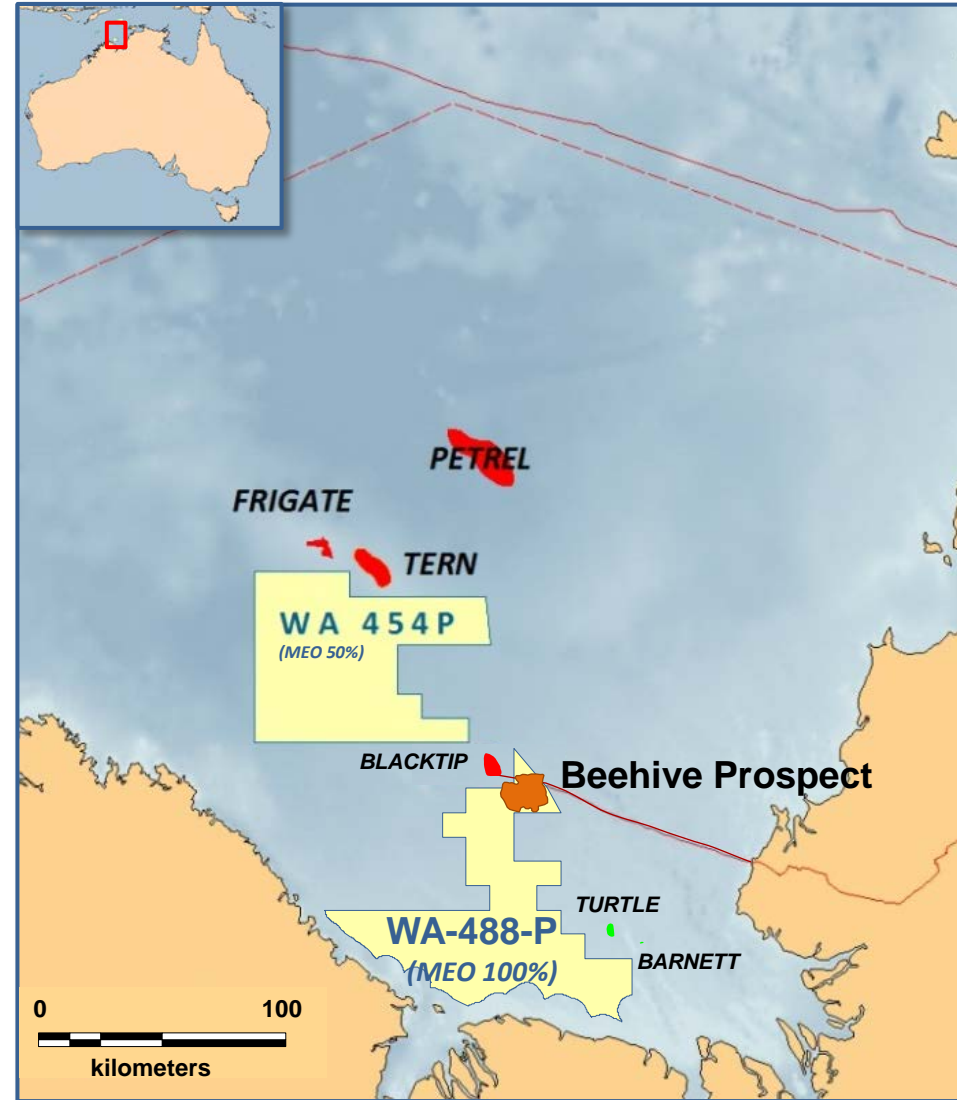 PETREL
FRIGATE
TERN
WA 454P
(MEO 50%)
BLACKTIP
Beehive Prospect
TURTLE
WA-488-P
BARNETT
(MEO 100%)
0 100
kilometers